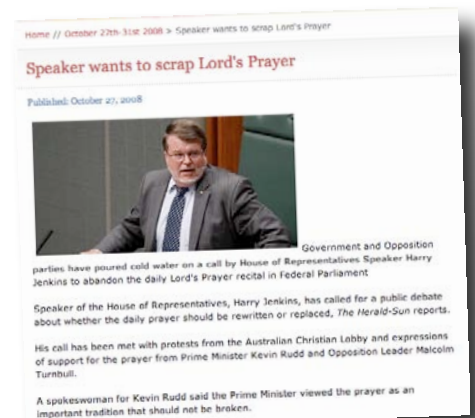 Home // October 27th-31st 2008 > Speaker wants to scrap Lord's Prayer
Speaker wants to scrap Lord's Prayer
Published: October 27, 2008
Government and Opposition
parties have poured cold water on a call by House of Representatives Speaker Harry
Jenkins to abandon the daily Lord's Prayer recital in Federal Parliament
Speaker of the House of Representatives, Harry Jenkins, has called for a public debate
about whether the daily prayer should be rewritten or replaced, The Herald-Sun reports.
His call has been met with protests from the Australian Christian Lobby and expressions
of support for the prayer from Prime Minister Kevin Rudd and Opposition Leader Malcolm
Turnbull.
A spokeswoman for Kevin Rudd said the Prime Minister viewed the prayer as an
important tradition that should not be broken.